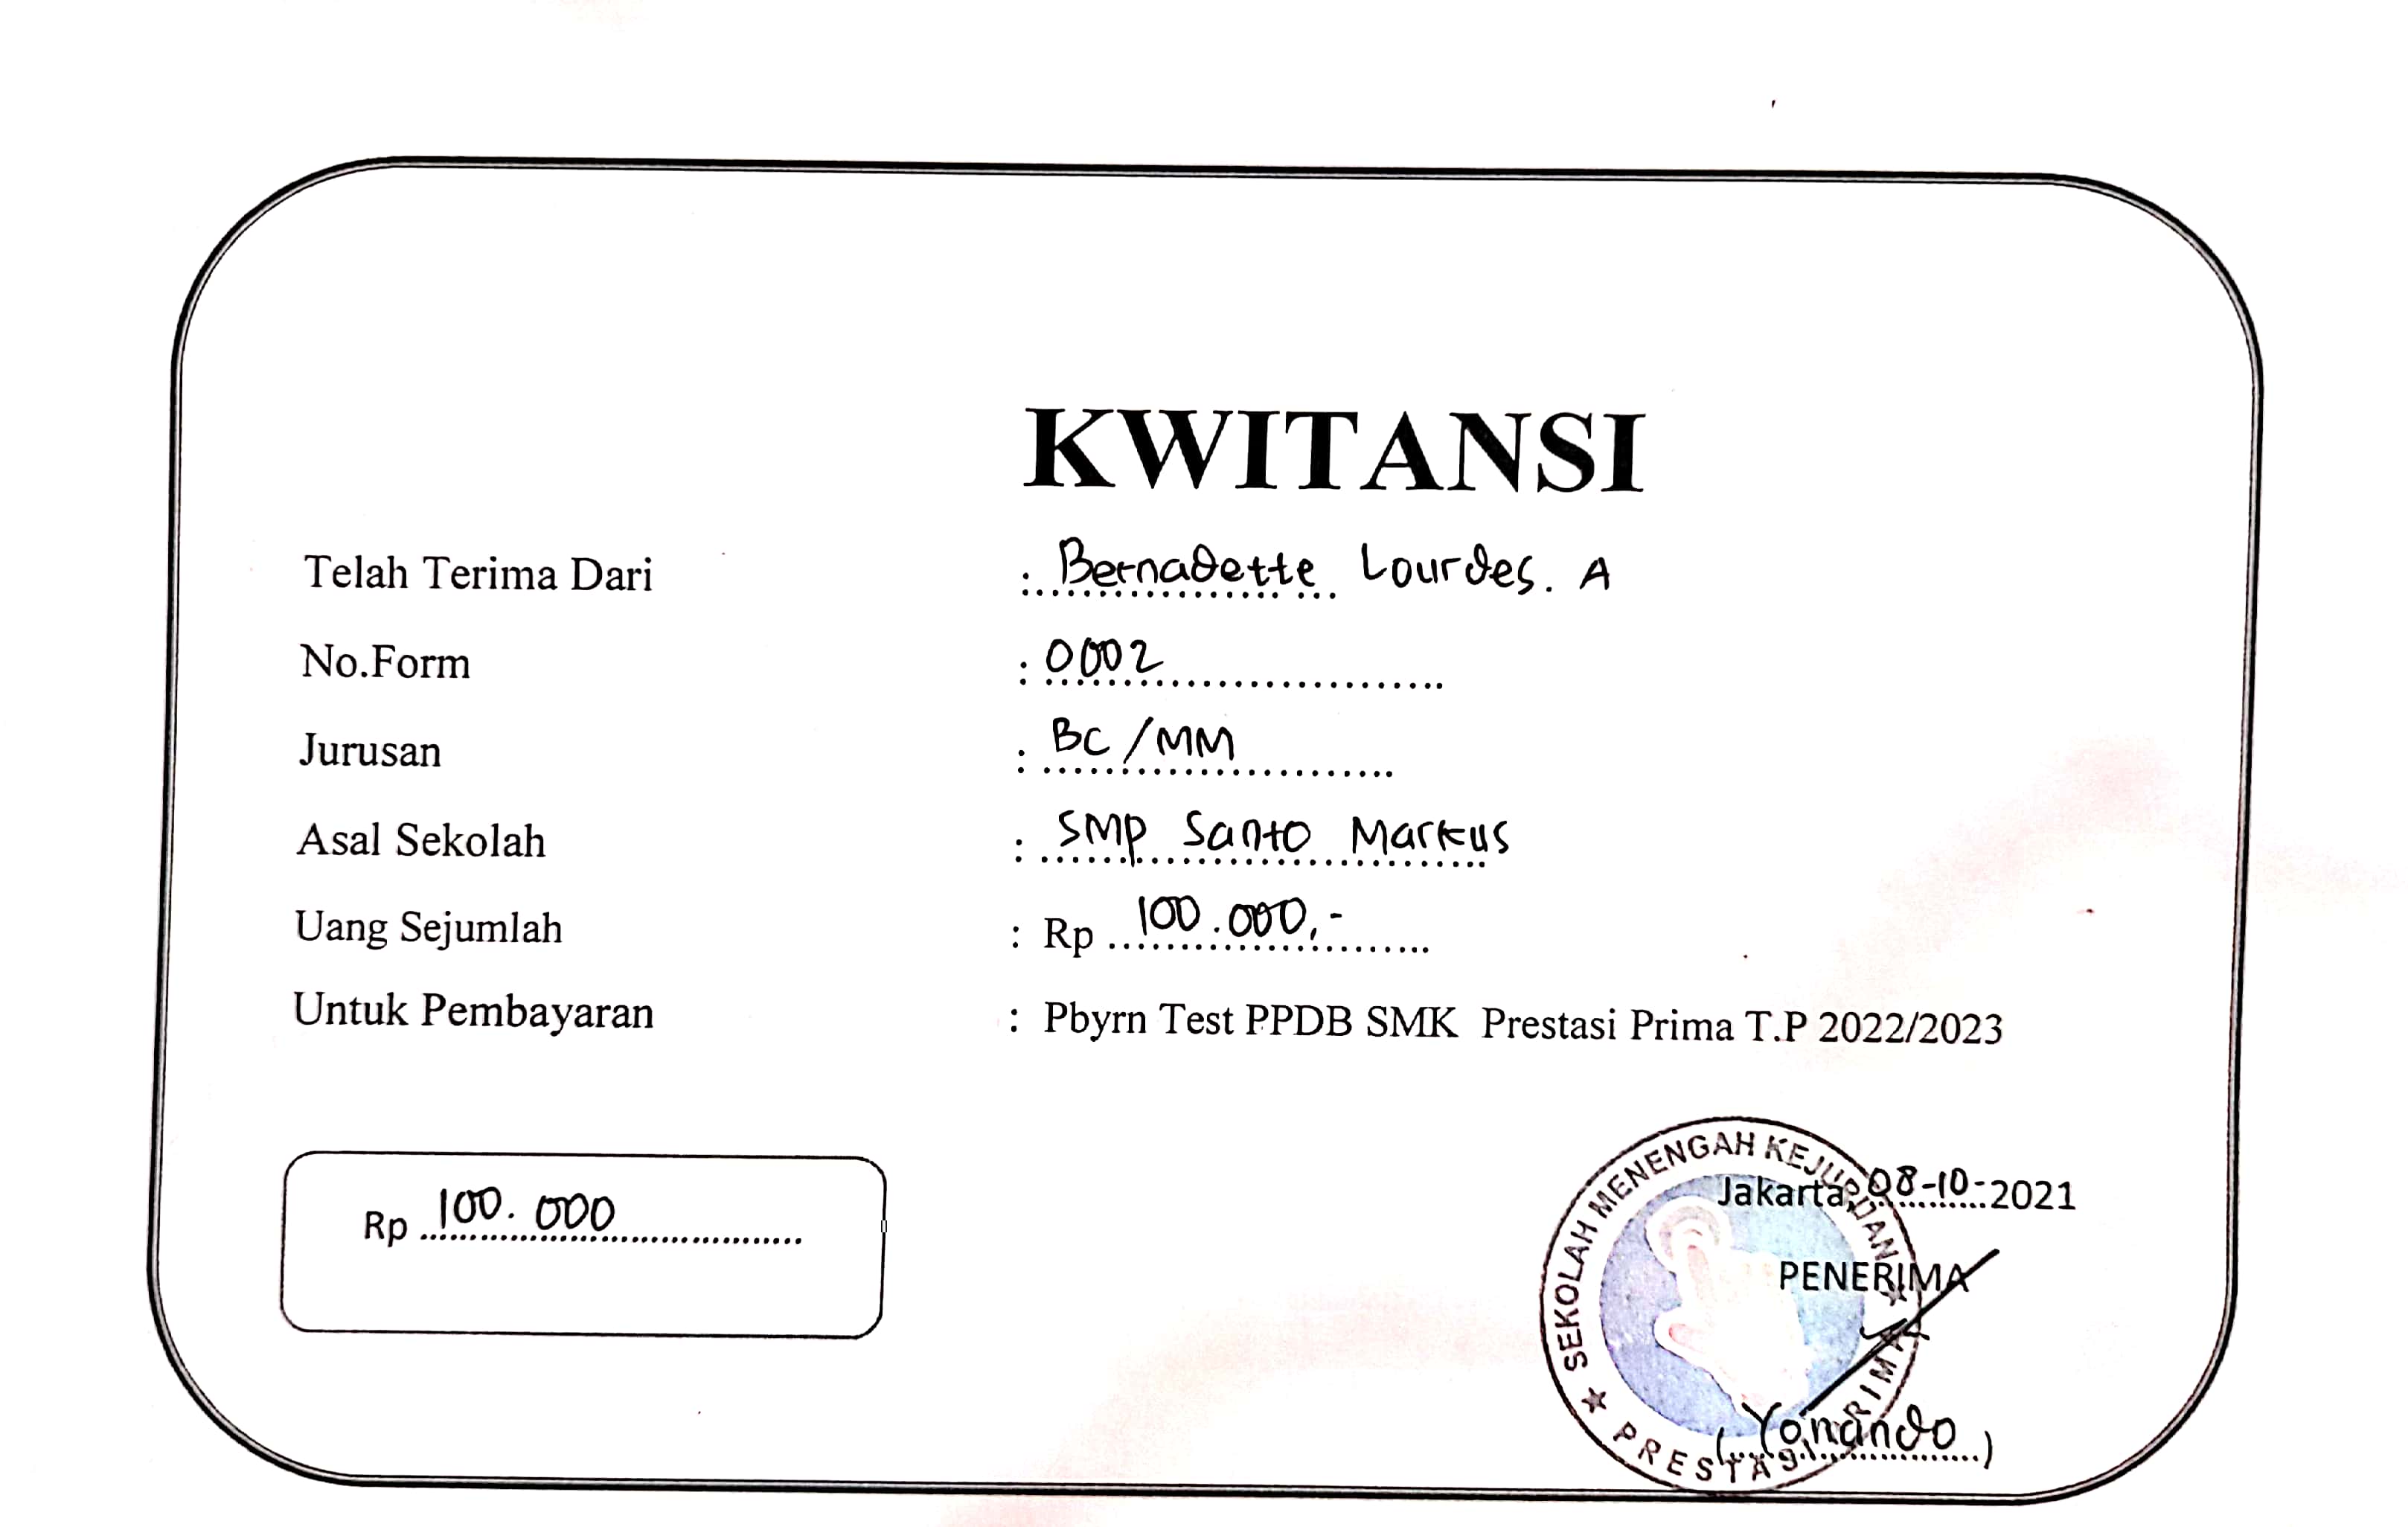 KWITANSI
Telah Terima Dari : Bernadette Lourdes. A
No.Form : 0002
Jurusan : BC /MM
Asal Sekolah : SMP Santo Markus
Uang Sejumlah : Rp 100.000,-
Untuk Pembayaran : Pbyrn Test PPDB SMK Prestasi Prima T.P 2022/2023
Rp 100.000
Jakarta, 08-10-2021
PENERIMA
(Yonando)
SEKOLAH MENENGAH KEJURUAN
PRESTASI PRIMA